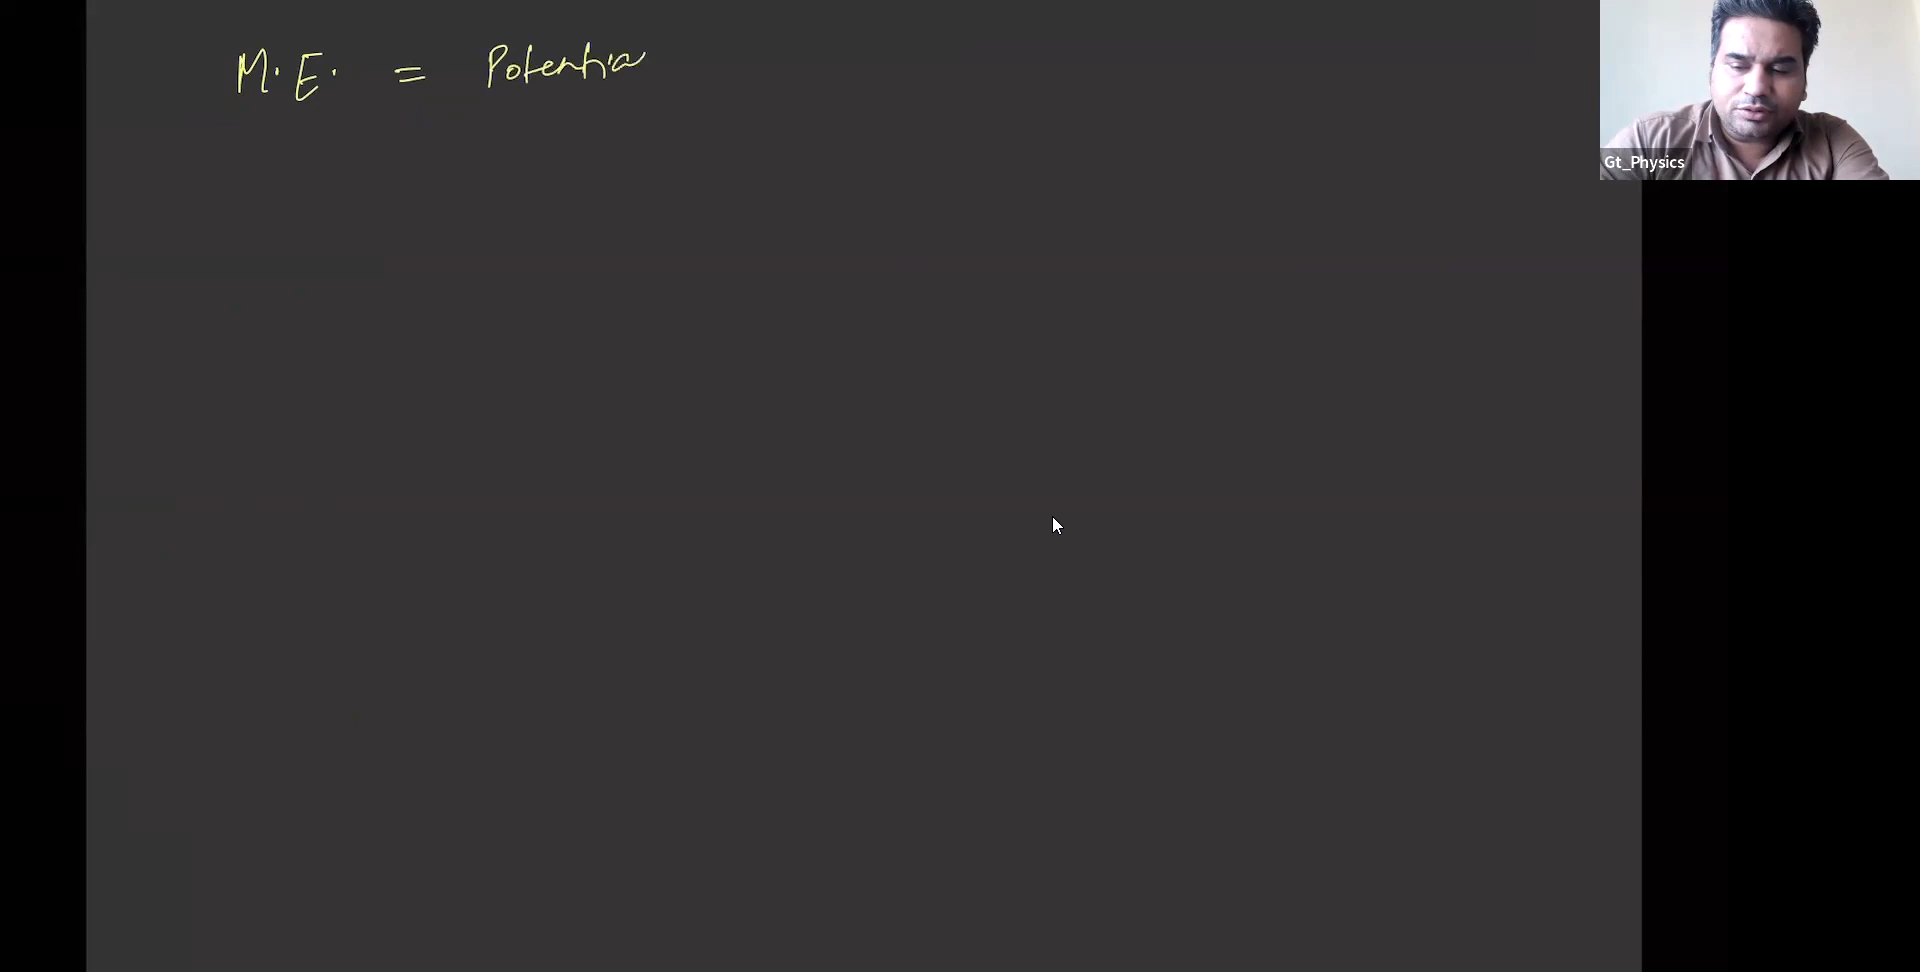 M.E. = Potentia
Gt_Physics